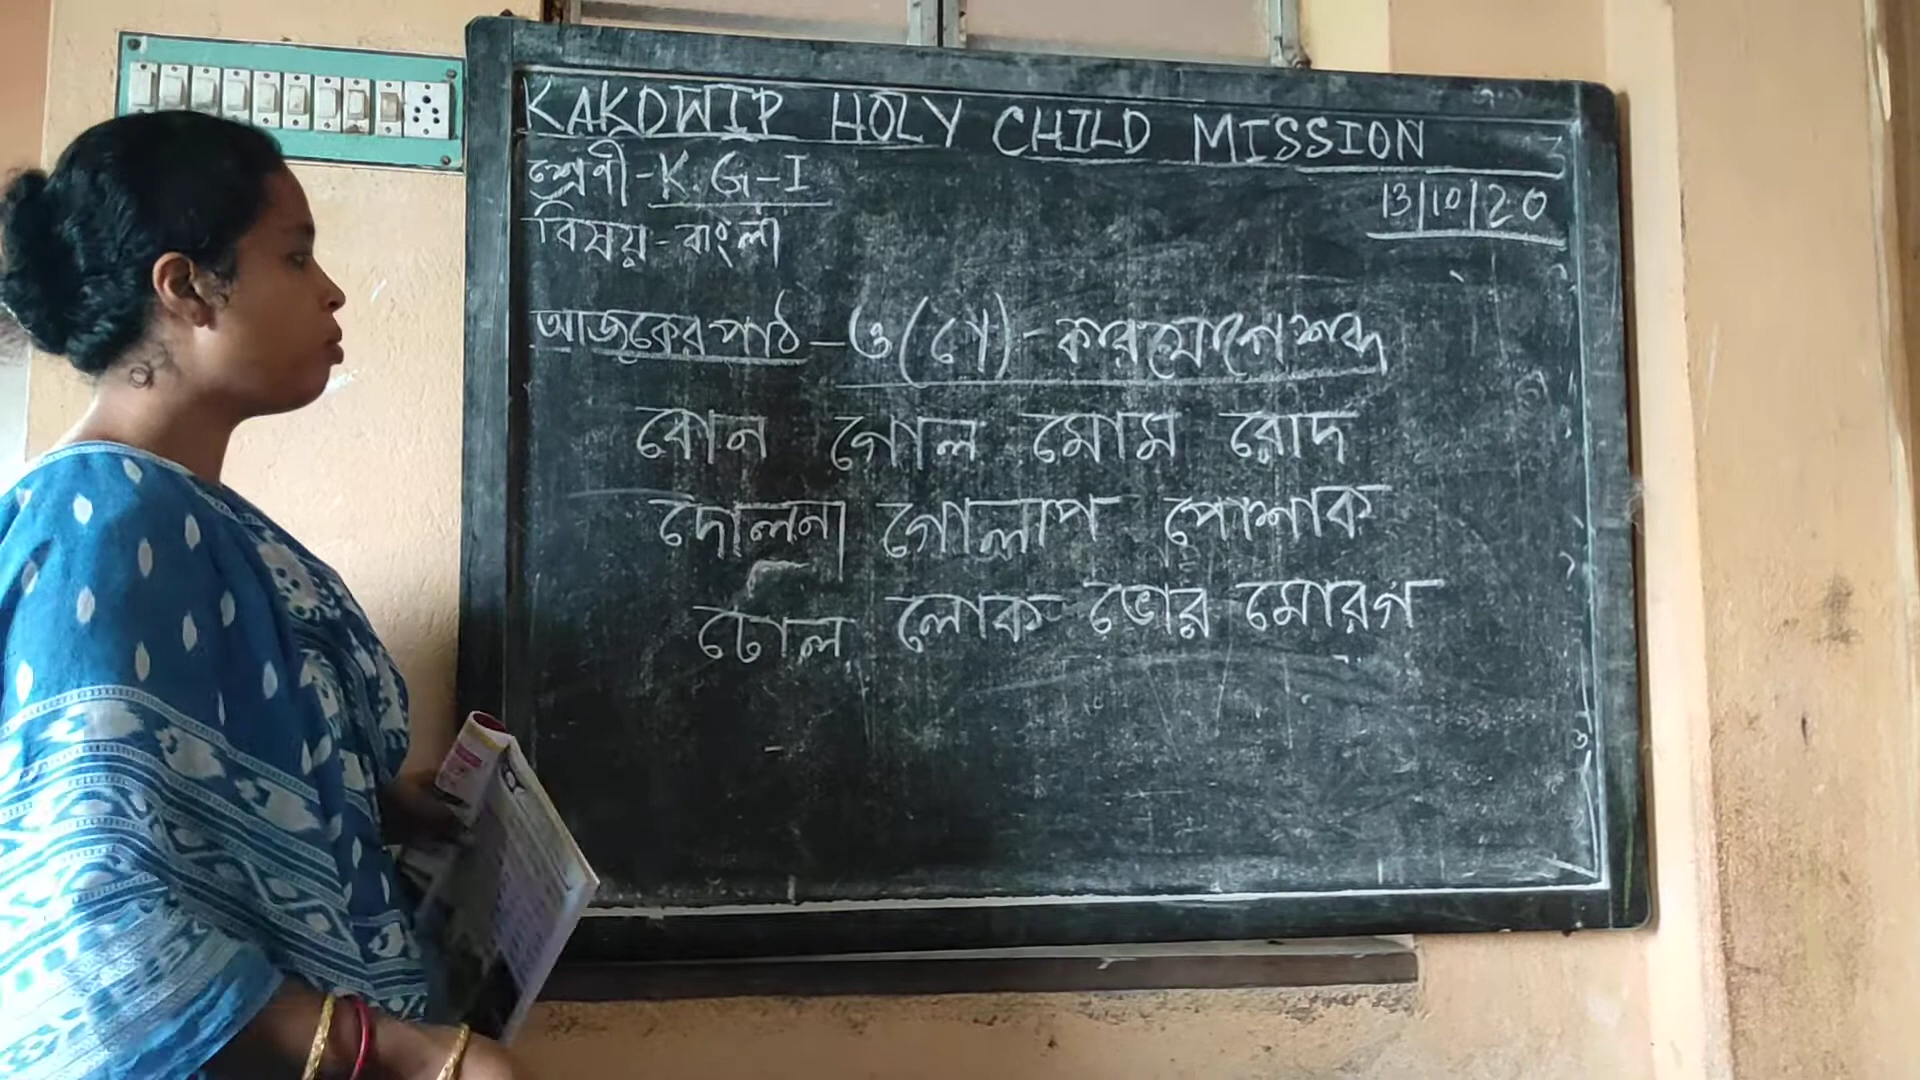 KAKDWIP HOLY CHILD MISSION
শ্রেণী - K.G-I
13/10/20
বিষয় - বাংলা
আজকের পাঠ - ও ( ো ) - কারযোগে শব্দ
কোন গোল মোম রোদ
দোলনা গোলাপ পোশাক
ঢোল লোক ভোর মোরগ